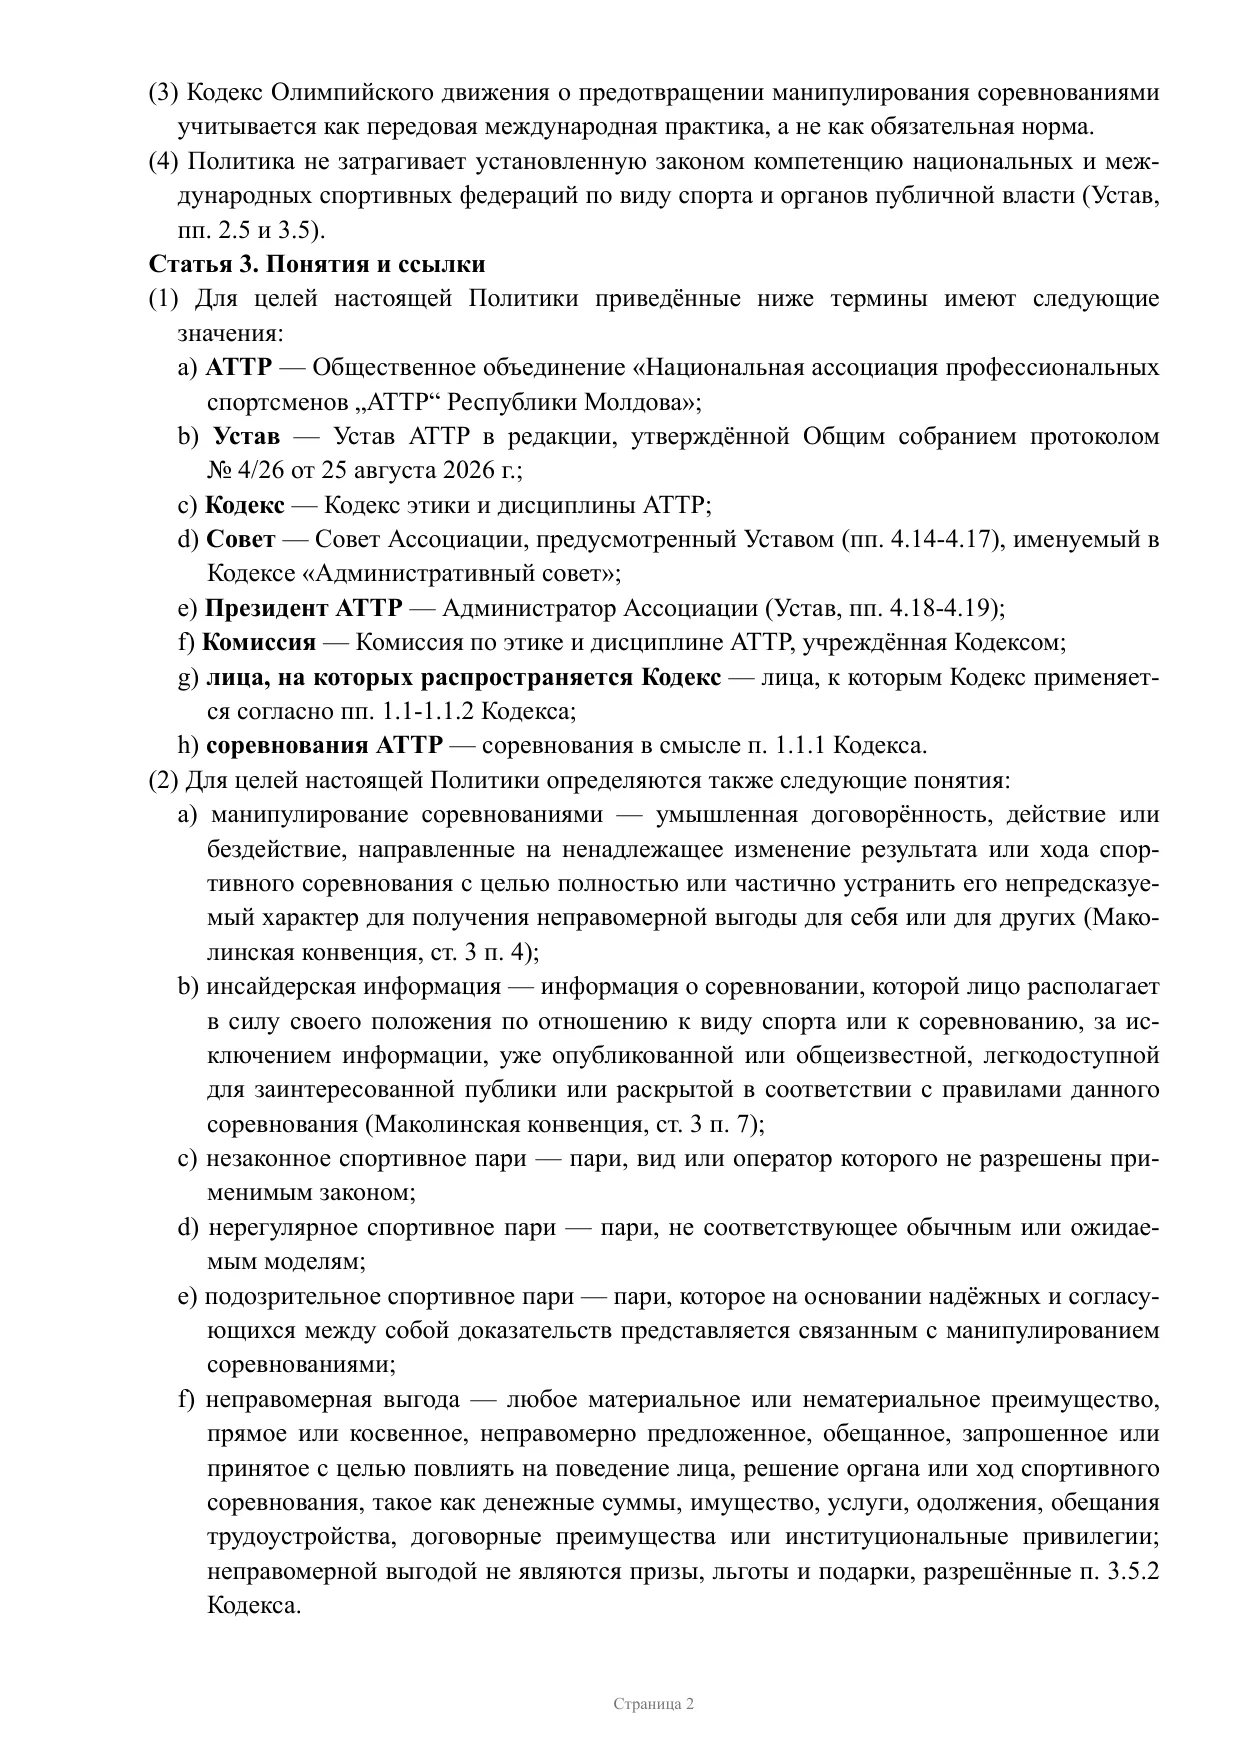 (3) Кодекс Олимпийского движения о предотвращении манипулирования соревнованиями
учитывается как передовая международная практика, а не как обязательная норма.
(4) Политика не затрагивает установленную законом компетенцию национальных и меж-
дународных спортивных федераций по виду спорта и органов публичной власти (Устав,
пп. 2.5 и 3.5).
Статья 3. Понятия и ссылки
(1) Для целей настоящей Политики приведённые ниже термины имеют следующие
значения:
a) ATTP — Общественное объединение «Национальная ассоциация профессиональных
спортсменов „ATTP“ Республики Молдова»;
b) Устав — Устав ATTP в редакции, утверждённой Общим собранием протоколом
№ 4/26 от 25 августа 2026 г.;
c) Кодекс — Кодекс этики и дисциплины ATTP;
d) Совет — Совет Ассоциации, предусмотренный Уставом (пп. 4.14-4.17), именуемый в
Кодексе «Административный совет»;
e) Президент ATTP — Администратор Ассоциации (Устав, пп. 4.18-4.19);
f) Комиссия — Комиссия по этике и дисциплине ATTP, учреждённая Кодексом;
g) лица, на которых распространяется Кодекс — лица, к которым Кодекс применяет-
ся согласно пп. 1.1-1.1.2 Кодекса;
h) соревнования ATTP — соревнования в смысле п. 1.1.1 Кодекса.
(2) Для целей настоящей Политики определяются также следующие понятия:
a) манипулирование соревнованиями — умышленная договорённость, действие или
бездействие, направленные на ненадлежащее изменение результата или хода спор-
тивного соревнования с целью полностью или частично устранить его непредсказуе-
мый характер для получения неправомерной выгоды для себя или для других (Мако-
линская конвенция, ст. 3 п. 4);
b) инсайдерская информация — информация о соревновании, которой лицо располагает
в силу своего положения по отношению к виду спорта или к соревнованию, за ис-
ключением информации, уже опубликованной или общеизвестной, легкодоступной
для заинтересованной публики или раскрытой в соответствии с правилами данного
соревнования (Маколинская конвенция, ст. 3 п. 7);
c) незаконное спортивное пари — пари, вид или оператор которого не разрешены при-
менимым законом;
d) нерегулярное спортивное пари — пари, не соответствующее обычным или ожидае-
мым моделям;
e) подозрительное спортивное пари — пари, которое на основании надёжных и согласу-
ющихся между собой доказательств представляется связанным с манипулированием
соревнованиями;
f) неправомерная выгода — любое материальное или нематериальное преимущество,
прямое или косвенное, неправомерно предложенное, обещанное, запрошенное или
принятое с целью повлиять на поведение лица, решение органа или ход спортивного
соревнования, такое как денежные суммы, имущество, услуги, одолжения, обещания
трудоустройства, договорные преимущества или институциональные привилегии;
неправомерной выгодой не являются призы, льготы и подарки, разрешённые п. 3.5.2
Кодекса.
Страница 2